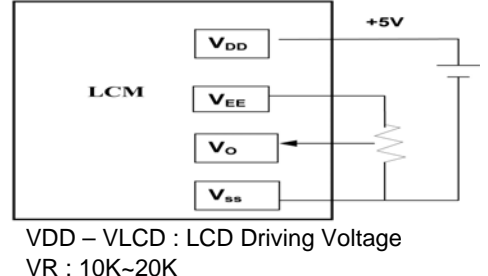 +5V
VDD
LCM
VEE
VO
Vss
VDD – VLCD : LCD Driving Voltage
VR : 10K~20K